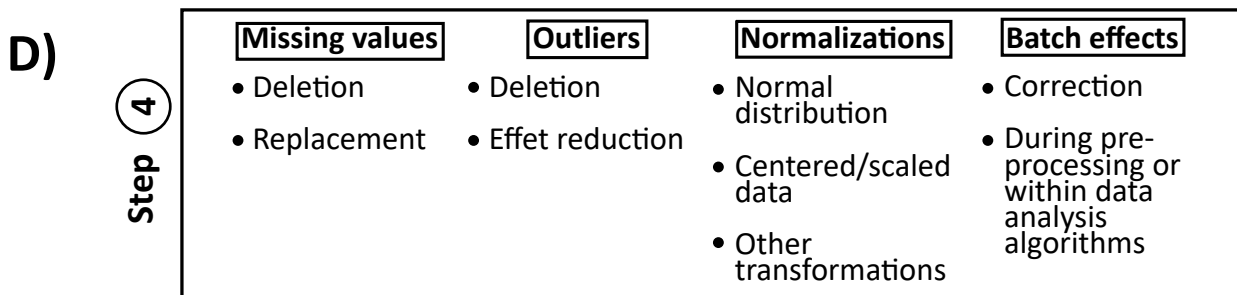 D)
Step 4
Missing values
• Deletion
• Replacement
Outliers
• Deletion
• Effet reduction
Normalizations
• Normal
distribution
• Centered/scaled
data
• Other
transformations
Batch effects
• Correction
• During pre-
processing or
within data
analysis
algorithms